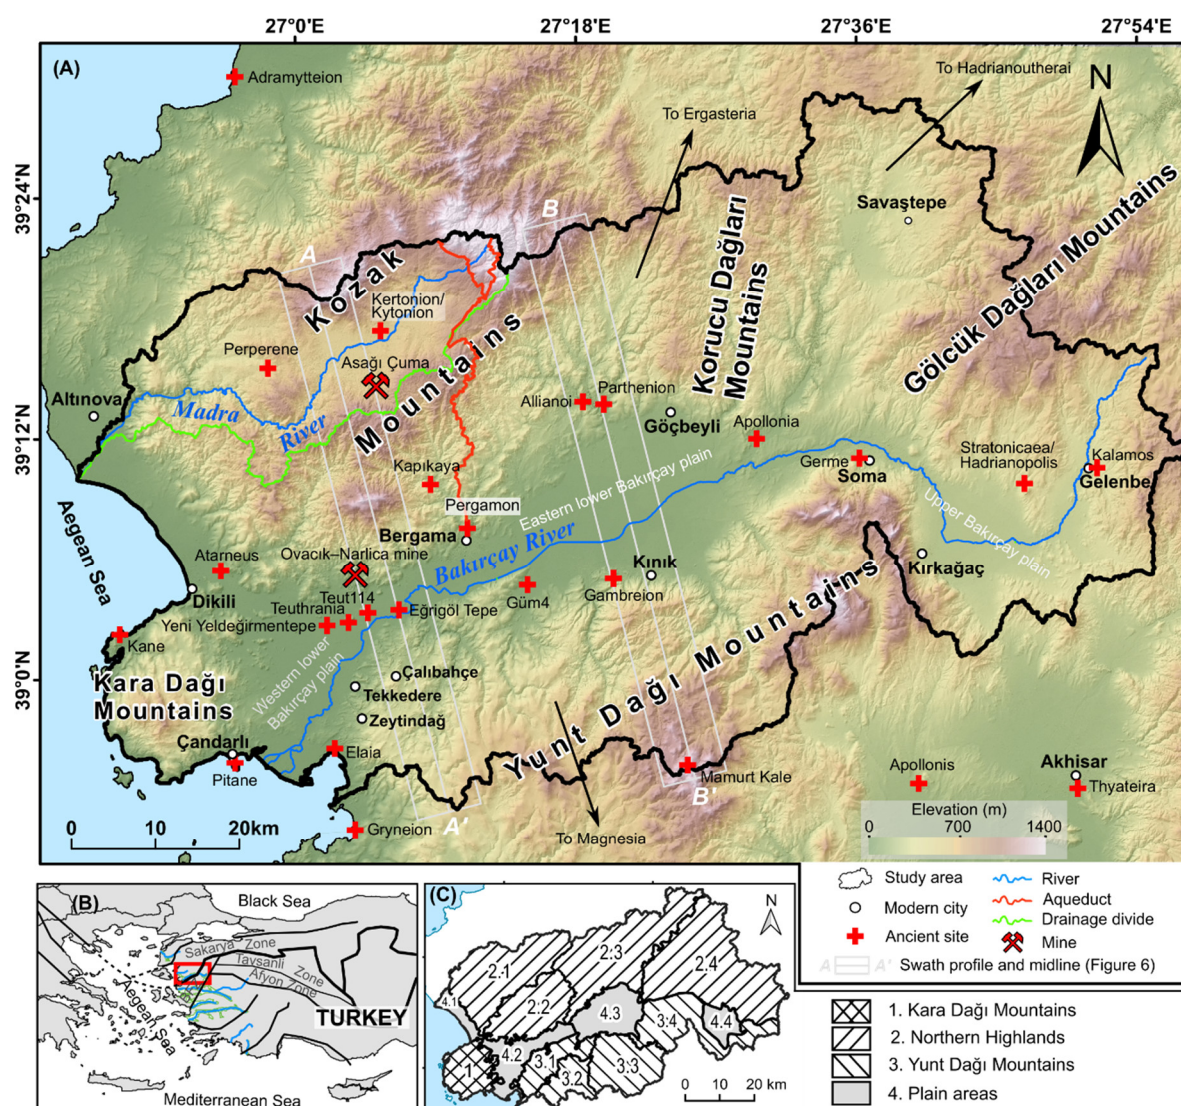 27°0'E
27°18'E
27°36'E
27°54'E
(A)
Adramytteion
To Hadrianoutherai
N
To Ergasteria
39°24'N
Savaştepe
B
A
Kozak
Mountains
Korucu Dağları
Mountains
Gölcük Dağları Mountains
Kertonion/
Kytonion
Perperene
Asağı Çuma
Altınova
Madra
River
Allianoi
Parthenion
Göçbeyli
Apollonia
39°12'N
Kapıkaya
Germe
Soma
Stratonicaea/
Hadrianopolis
Kalamos
Gelenbe
Pergamon
Bergama
Eastern lower Bakırçay plain
Upper Bakırçay plain
Aegean Sea
Atarneus
Ovacık–Narlica mine
Bakırçay River
Kınık
Kırkağaç
Dikili
Teut114
Teuthrania
Eğrigöl Tepe
Güm4
Gambreion
Yeni Yeldeğirmentepe
Kane
Western lower
Bakırçay plain
39°0'N
Kara Dağı
Mountains
Çalıbahçe
Tekkedere
Zeytindağ
Yunt Dağı Mountains
Çandarlı
Pitane
Elaia
Mamurt Kale
Apollonis
Akhisar
Thyateira
B'
A'
Gryneion
To Magnesia
0 10 20km
Elevation (m)
0 700 1400
Study area
River
Modern city
Aqueduct
Drainage divide
Ancient site
Mine
A A' Swath profile and midline (Figure 6)
(B)
Black Sea
Sakarya Zone
Tavsanli Zone
Afyon Zone
Aegean Sea
TURKEY
Mediterranean Sea
(C)
N
2.1
2.3
2.4
2.2
4.1
4.3
3.4
4.4
4.2
1
3.1
3.2
3.3
0 10 20 km
1. Kara Dağı Mountains
2. Northern Highlands
3. Yunt Dağı Mountains
4. Plain areas